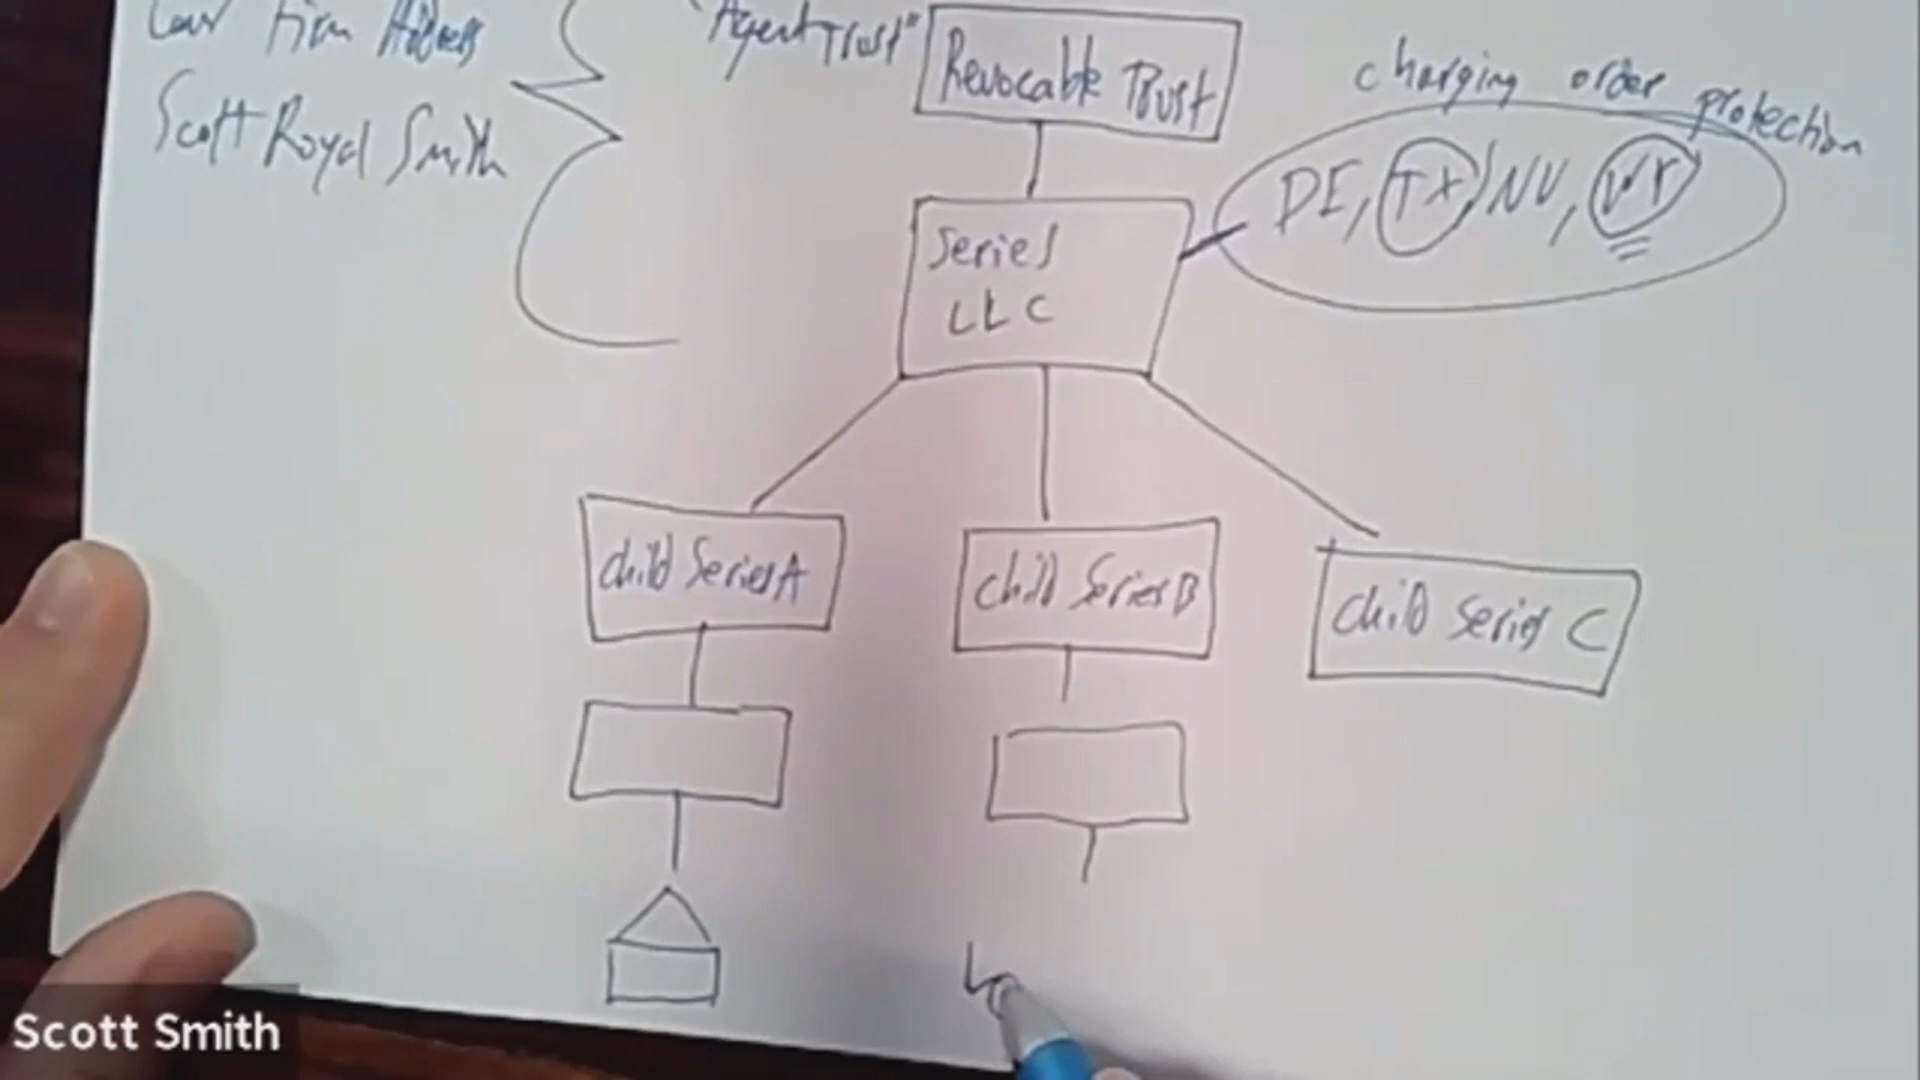 Law Firm Address
Scott Royal Smith
"Agent Trust"
Revocable Trust
charging order protection
DE, TX, NV, WY
Series
LLC
child Series A
child Series B
child Series C
Scott Smith